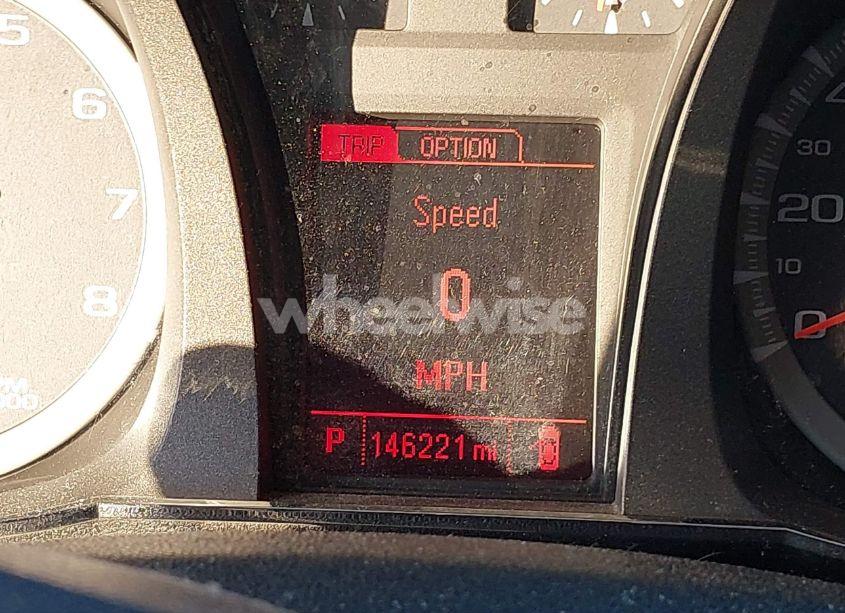 5
6
7
8
TRIP OPTION
Speed
0
MPH
P 146221 mi
30
20
10
0
wheelwise